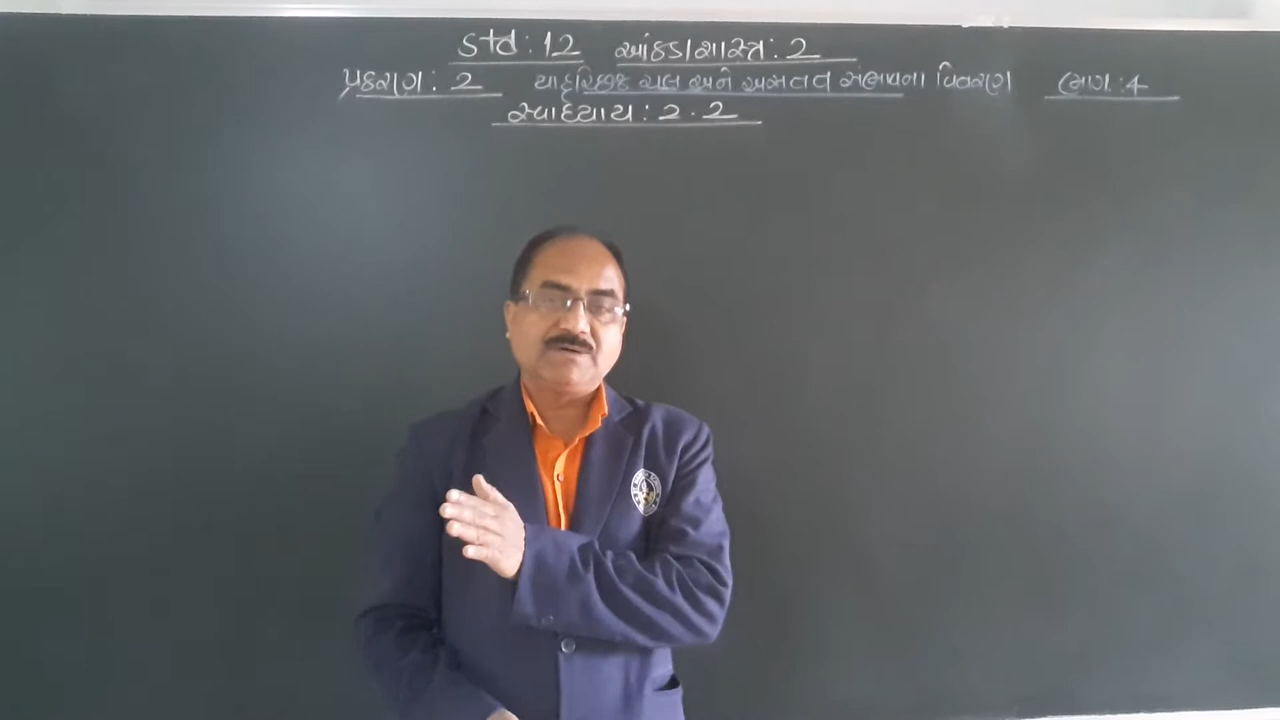 Std : 12 આંકડાશાસ્ત્ર : 2
પ્રકરણ : 2 યાદૃચ્છિક ચલ અને અસતત સંભાવના વિતરણ ભાગ : 4
સ્વાધ્યાય : 2.2